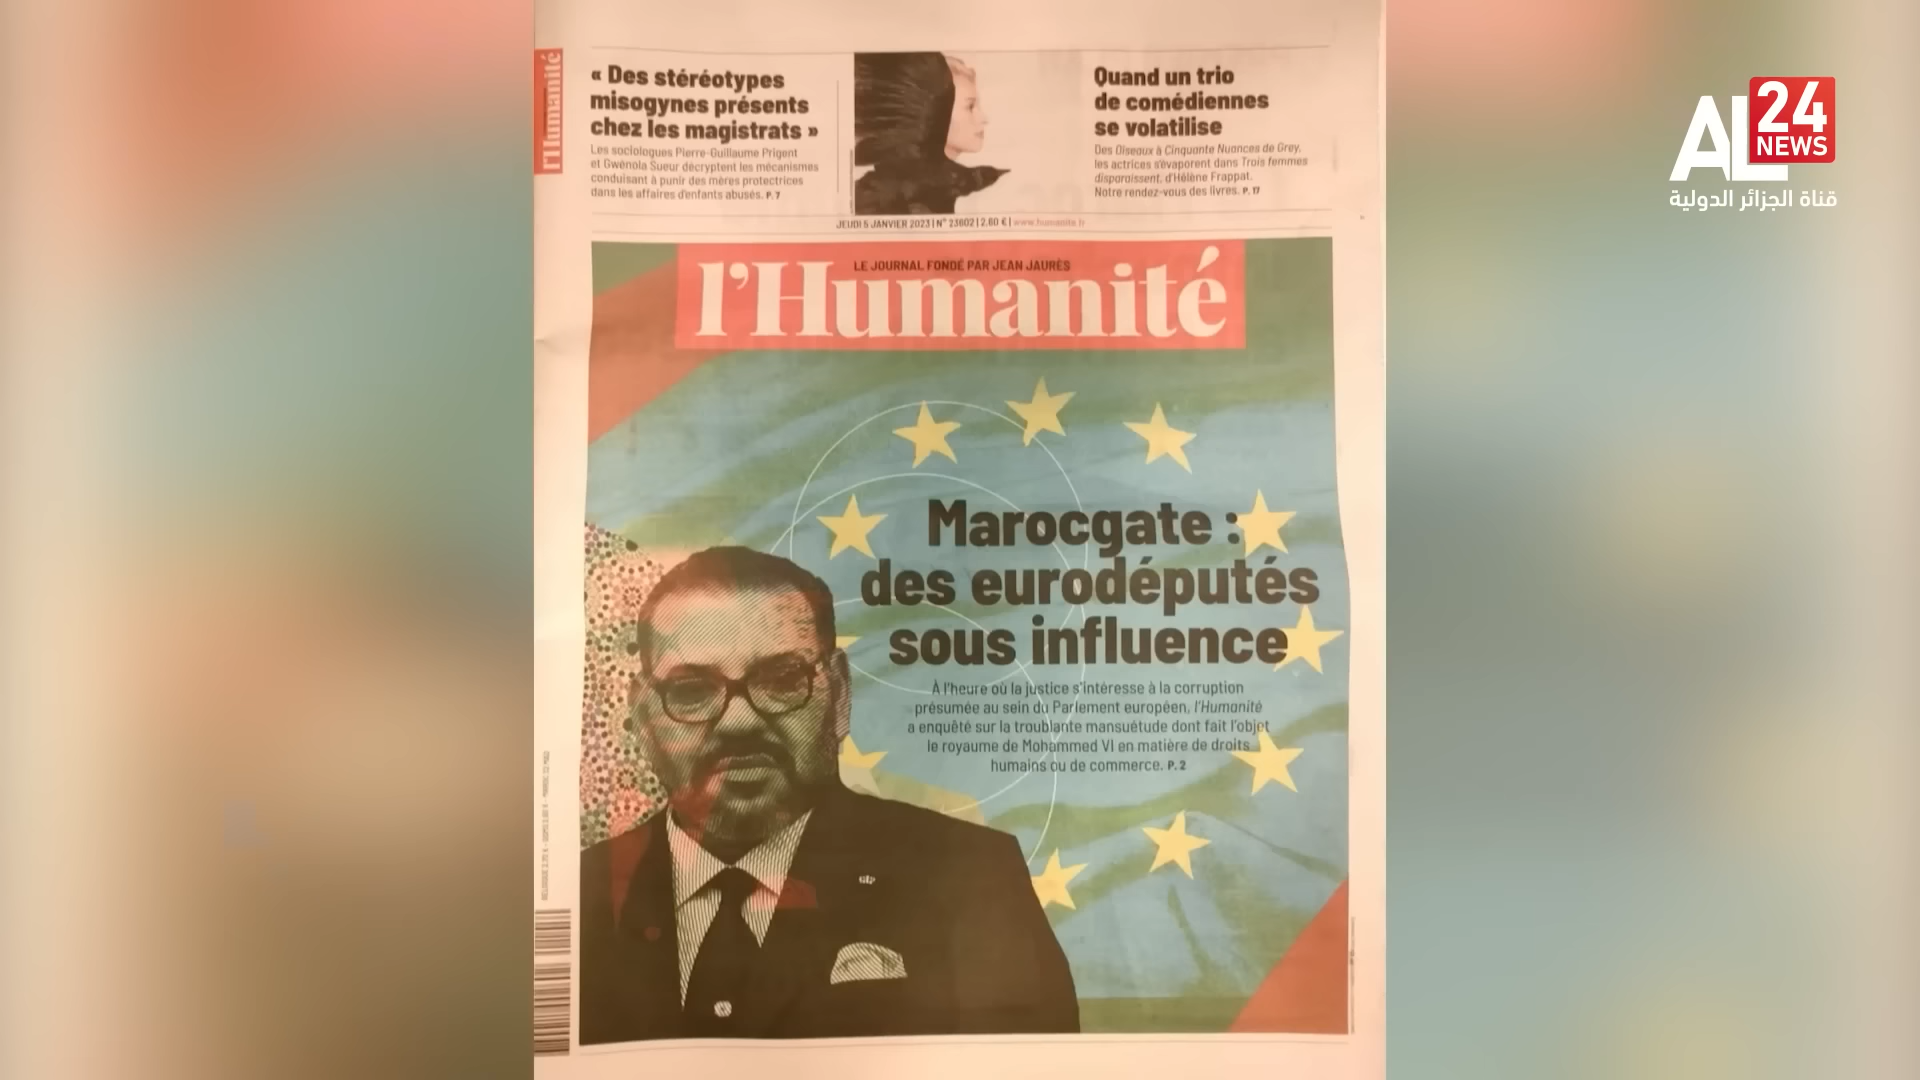 l'Humanité
« Des stéréotypes
misogynes présents
chez les magistrats »
Les sociologues Pierre-Guillaume Prigent
et Gwénola Sueur décryptent les mécanismes
conduisant à punir des mères protectrices
dans les affaires d'enfants abusés. P. 7
Quand un trio
de comédiennes
se volatilise
Des Oiseaux à Cinquante Nuances de Grey,
les actrices s'évaporent dans Trois femmes
disparaissent, d'Hélène Frappat.
Notre rendez-vous des livres. P. 17
AL 24
NEWS
قناة الجزائر الدولية
JEUDI 5 JANVIER 2023 | N° 23602 | 2,60 € | www.humanite.fr
LE JOURNAL FONDÉ PAR JEAN JAURÈS
l'Humanité
Marocgate :
des eurodéputés
sous influence
À l'heure où la justice s'intéresse à la corruption
présumée au sein du Parlement européen, l'Humanité
a enquêté sur la troublante mansuétude dont fait l'objet
le royaume de Mohammed VI en matière de droits
humains ou de commerce. P. 2